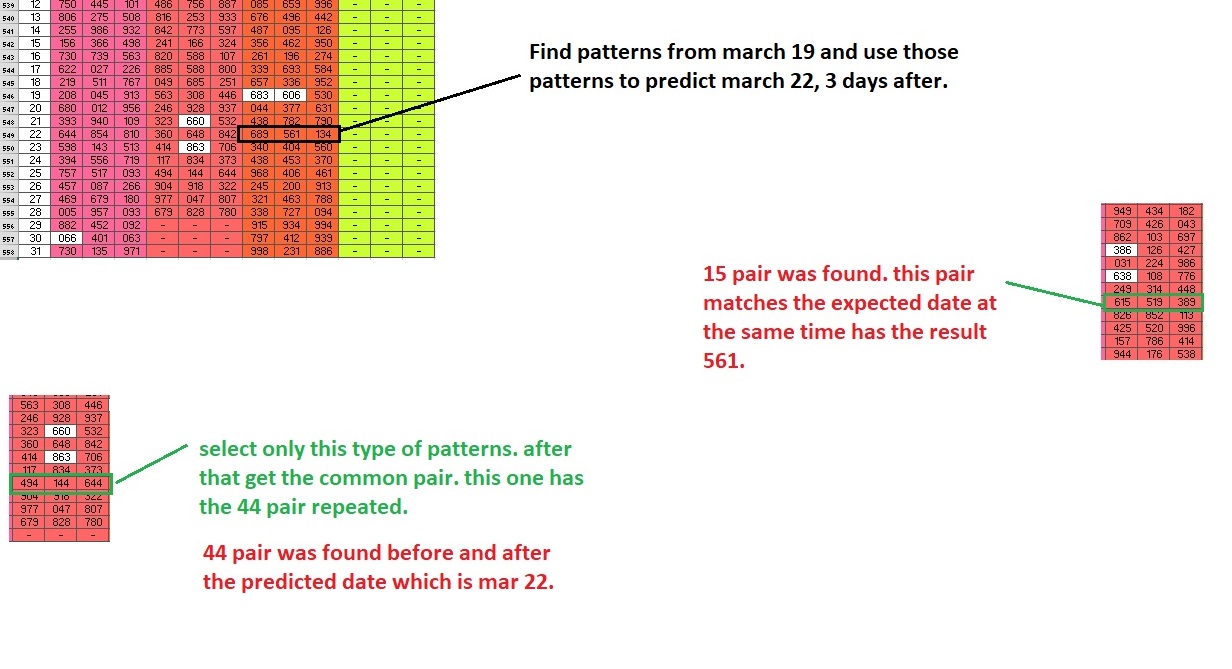 539 12 750 445 101 486 756 887 085 659 996 - - -
540 13 806 275 508 816 253 933 676 496 442 - - -
541 14 255 986 932 842 773 597 487 095 126 - - -
542 15 156 366 498 241 166 324 356 462 950 - - -
543 16 730 739 563 820 588 107 261 196 274 - - -
544 17 622 027 226 885 588 800 339 693 584 - - -
545 18 219 511 767 049 685 251 657 336 952 - - -
546 19 208 045 913 563 308 446 683 606 530 - - -
547 20 680 012 956 246 928 937 044 377 631 - - -
548 21 393 940 109 323 660 532 438 782 790 - - -
549 22 644 854 810 360 648 842 689 561 134 - - -
550 23 598 143 513 414 863 706 340 404 560 - - -
551 24 394 556 719 117 834 373 438 453 370 - - -
552 25 757 517 093 494 144 644 968 406 461 - - -
553 26 457 087 266 904 918 322 245 200 913 - - -
554 27 469 679 180 977 047 807 321 463 788 - - -
555 28 005 957 093 679 828 780 338 727 094 - - -
556 29 882 452 092 - - - 915 934 994 - - -
557 30 066 401 063 - - - 797 412 939 - - -
558 31 730 135 971 - - - 998 231 886 - - -
Find patterns from march 19 and use those
patterns to predict march 22, 3 days after.
949 434 182
709 426 043
862 103 697
386 126 427
031 224 986
638 108 776
249 314 448
615 519 389
826 852 113
425 520 996
157 786 414
944 176 538
15 pair was found. this pair
matches the expected date at
the same time has the result
561.
563 308 446
246 928 937
323 660 532
360 648 842
414 863 706
117 834 373
494 144 644
904 918 322
977 047 807
679 828 780
- - -
select only this type of patterns. after
that get the common pair. this one has
the 44 pair repeated.
44 pair was found before and after
the predicted date which is mar 22.